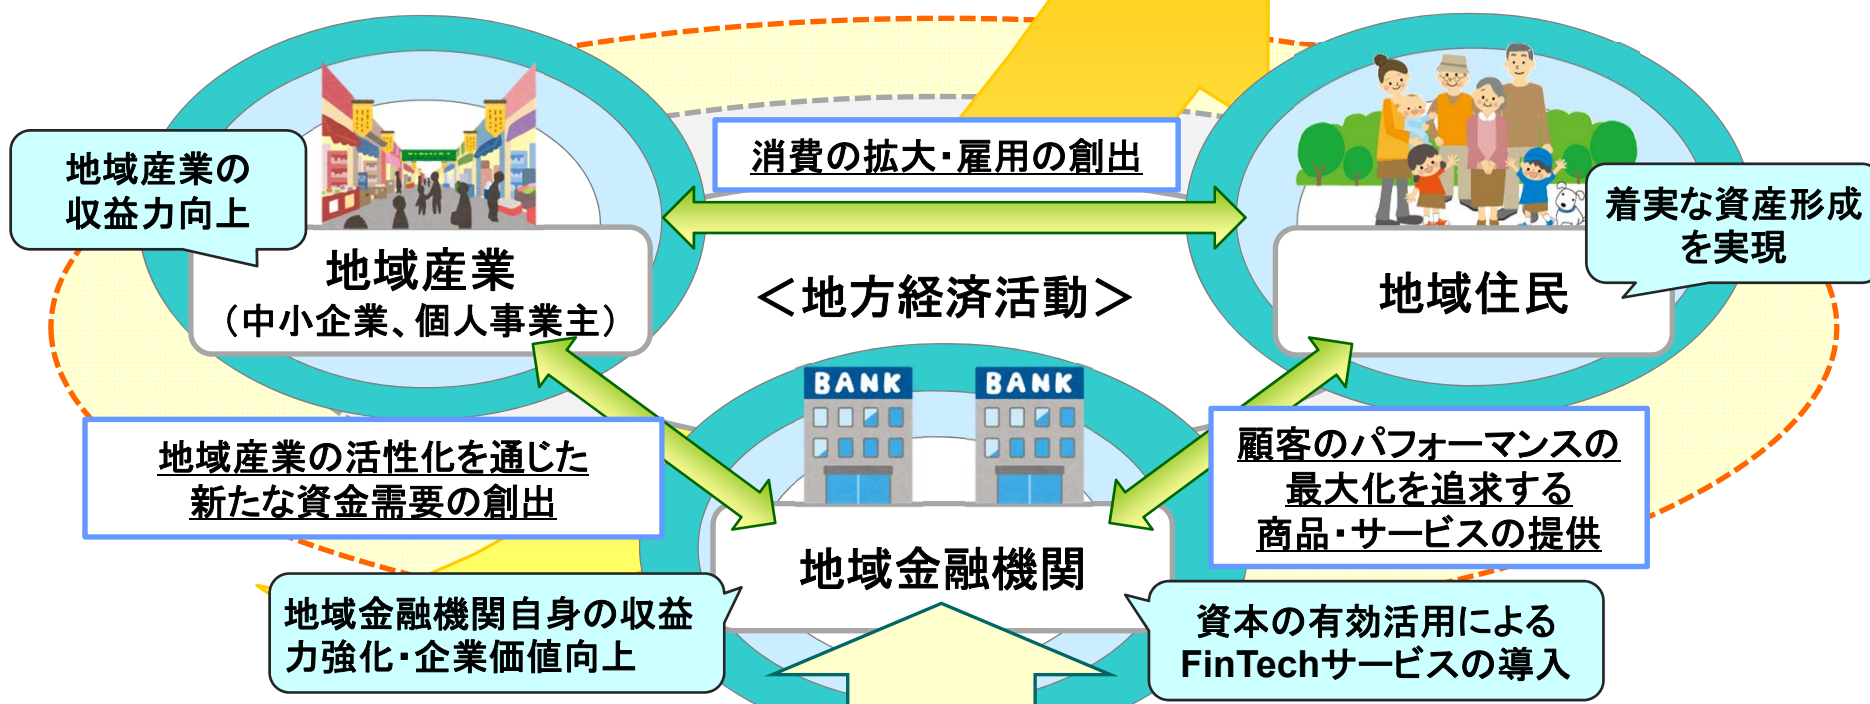 消費の拡大・雇用の創出
地域産業の
収益力向上
着実な資産形成
を実現
地域産業
（中小企業、個人事業主）
＜地方経済活動＞
地域住民
BANK
BANK
地域産業の活性化を通じた
新たな資金需要の創出
顧客のパフォーマンスの
最大化を追求する
商品・サービスの提供
地域金融機関
地域金融機関自身の収益
力強化・企業価値向上
資本の有効活用による
FinTechサービスの導入